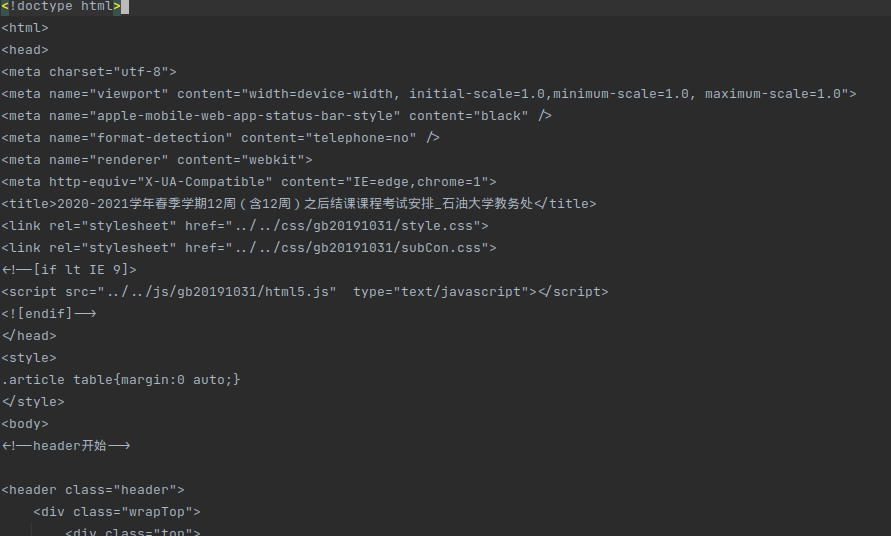 <!doctype html>
<html>
<head>
<meta charset="utf-8">
<meta name="viewport" content="width=device-width, initial-scale=1.0,minimum-scale=1.0, maximum-scale=1.0">
<meta name="apple-mobile-web-app-status-bar-style" content="black" />
<meta name="format-detection" content="telephone=no" />
<meta name="renderer" content="webkit">
<meta http-equiv="X-UA-Compatible" content="IE=edge,chrome=1">
<title>2020-2021学年春季学期12周（含12周）之后结课课程考试安排_石油大学教务处</title>
<link rel="stylesheet" href="../../css/gb20191031/style.css">
<link rel="stylesheet" href="../../css/gb20191031/subCon.css">
<!--[if lt IE 9]>
<script src="../../js/gb20191031/html5.js"  type="text/javascript"></script>
<![endif]-->
</head>
<style>
.article table{margin:0 auto;}
</style>
<body>
<!--header开始-->
<header class="header">
<div class="wrapTop">
<div class="top">